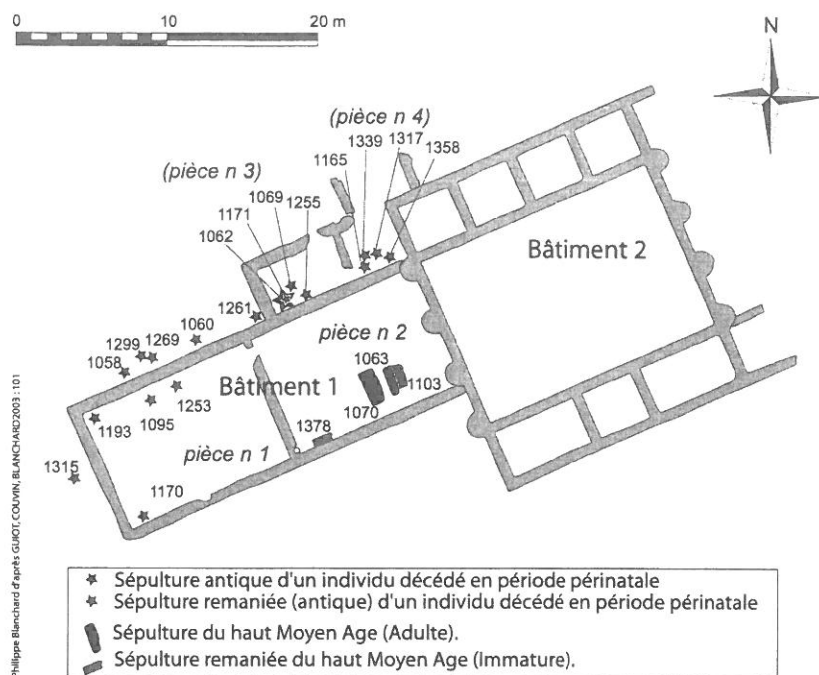 0 10 20 m
N
(pièce n 4)
1339 1317
1165 1358
(pièce n 3)
1069
1171 1255
1062
Bâtiment 2
1261
1060
1299 1269
1058
pièce n 2
1063
Bâtiment 1
1103
1253
1070
1193 1095
1378
pièce n 1
1315
1170
Philippe Blanchard d'après GUIOT, COUVIN, BLANCHARD 2003 : 101
Sépulture antique d'un individu décédé en période périnatale
Sépulture remaniée (antique) d'un individu décédé en période périnatale
Sépulture du haut Moyen Age (Adulte).
Sépulture remaniée du haut Moyen Age (Immature).